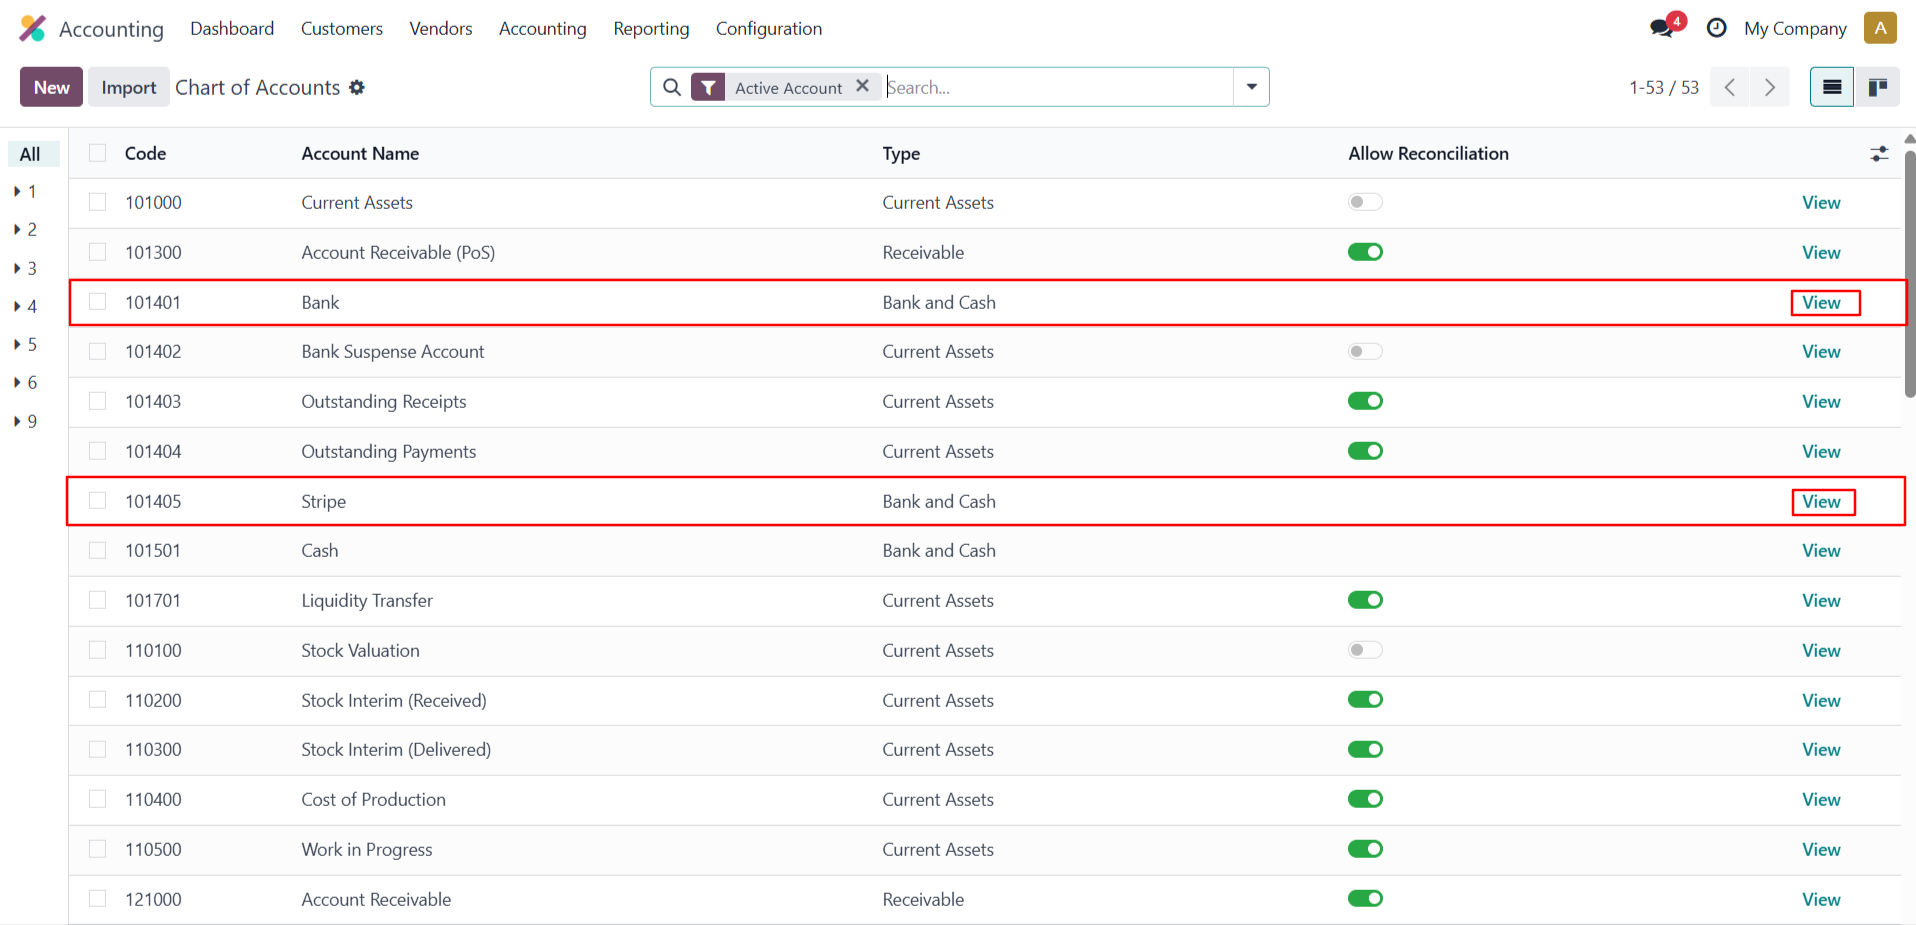 Accounting Dashboard Customers Vendors Accounting Reporting Configuration 4 My Company A
New Import Chart of Accounts Active Account Search... 1-53 / 53
All Code Account Name Type Allow Reconciliation
1 101000 Current Assets Current Assets View
2 101300 Account Receivable (PoS) Receivable View
3
4 101401 Bank Bank and Cash View
5 101402 Bank Suspense Account Current Assets View
6 101403 Outstanding Receipts Current Assets View
9
101404 Outstanding Payments Current Assets View
101405 Stripe Bank and Cash View
101501 Cash Bank and Cash View
101701 Liquidity Transfer Current Assets View
110100 Stock Valuation Current Assets View
110200 Stock Interim (Received) Current Assets View
110300 Stock Interim (Delivered) Current Assets View
110400 Cost of Production Current Assets View
110500 Work in Progress Current Assets View
121000 Account Receivable Receivable View